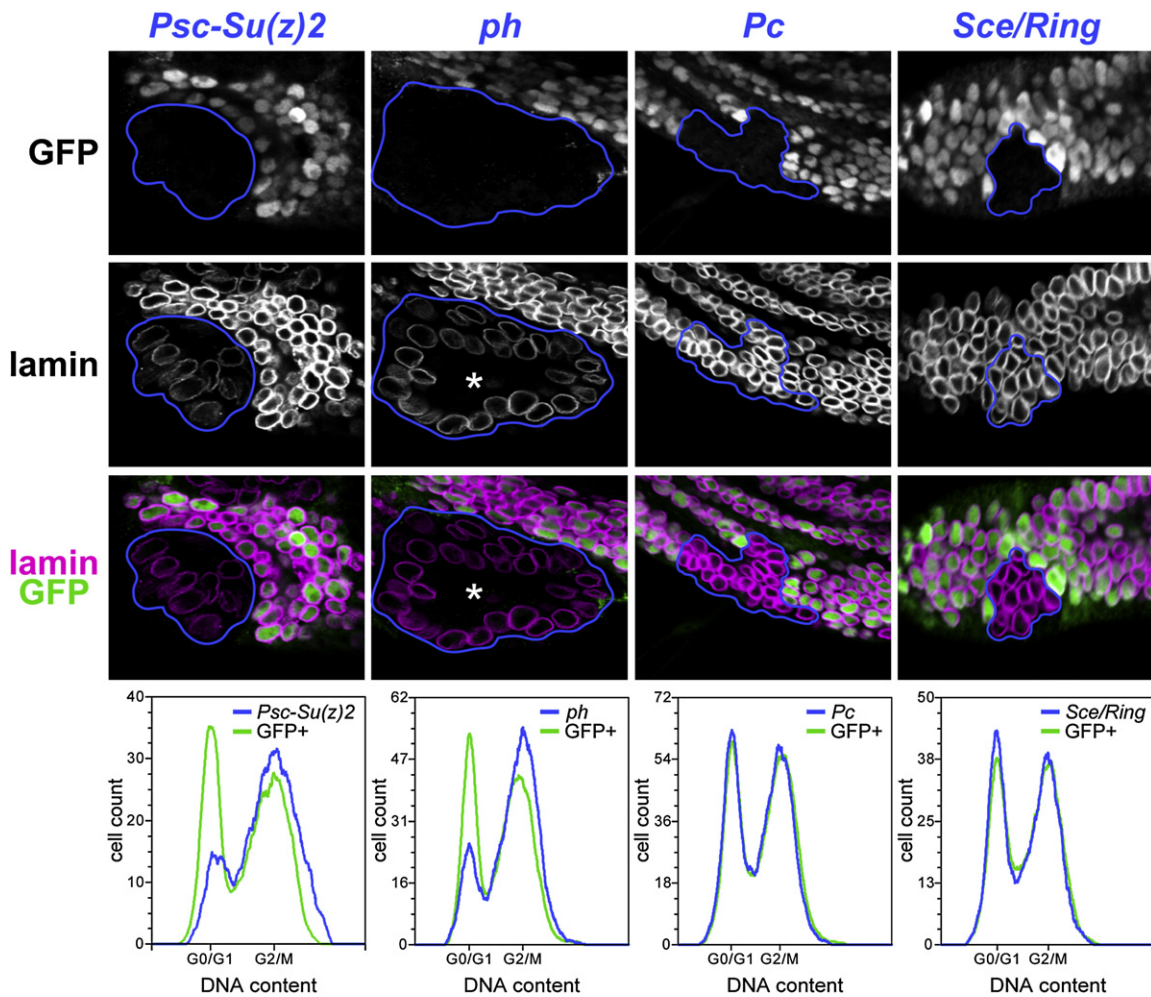 Psc-Su(z)2 ph Pc Sce/Ring
GFP
lamin
* *
lamin
GFP
40 62 72 50
Psc-Su(z)2 ph Pc Sce/Ring
GFP+ GFP+ GFP+ GFP+
30 47 54 38
cell count cell count cell count cell count
20 31 36 25
10 16 18 13
0 0 0 0
G0/G1 G2/M G0/G1 G2/M G0/G1 G2/M G0/G1 G2/M
DNA content DNA content DNA content DNA content